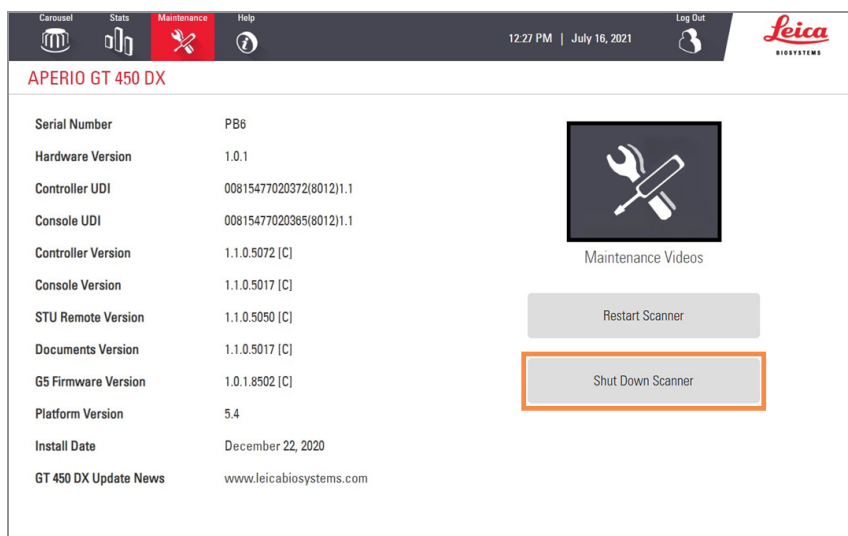 Carousel Stats Maintenance Help
12:27 PM | July 16, 2021
Log Out
Leica
BIOSYSTEMS
APERIO GT 450 DX
Serial Number PB6
Hardware Version 1.0.1
Controller UDI 00815477020372(8012)1.1
Console UDI 00815477020365(8012)1.1
Controller Version 1.1.0.5072 [C]
Console Version 1.1.0.5017 [C]
STU Remote Version 1.1.0.5050 [C]
Documents Version 1.1.0.5017 [C]
G5 Firmware Version 1.0.1.8502 [C]
Platform Version 5.4
Install Date December 22, 2020
GT 450 DX Update News www.leicabiosystems.com
Maintenance Videos
Restart Scanner
Shut Down Scanner